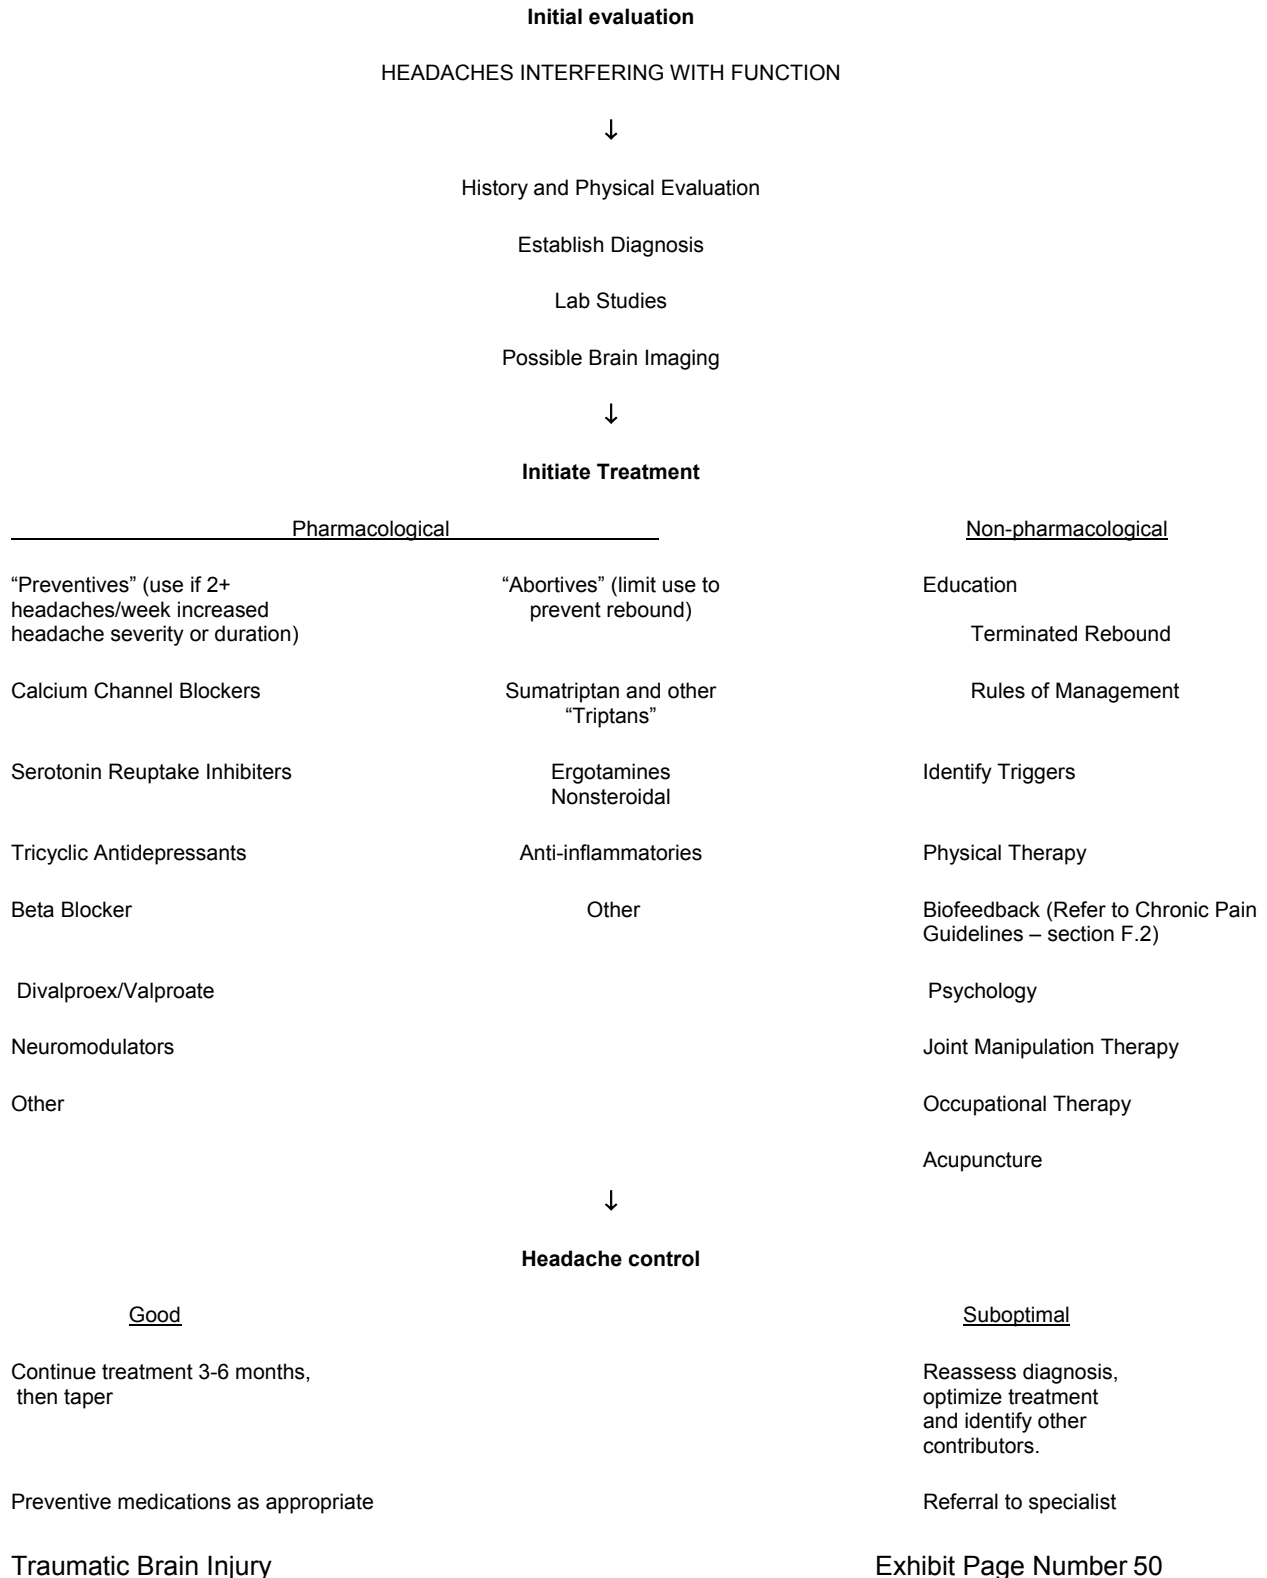 Initial evaluation
HEADACHES INTERFERING WITH FUNCTION
↓
History and Physical Evaluation
Establish Diagnosis
Lab Studies
Possible Brain Imaging
↓
Initiate Treatment
Pharmacological
Non-pharmacological
“Preventives” (use if 2+
headaches/week increased
headache severity or duration)
“Abortives” (limit use to
prevent rebound)
Education
Terminated Rebound
Calcium Channel Blockers
Sumatriptan and other
“Triptans”
Rules of Management
Serotonin Reuptake Inhibiters
Ergotamines
Nonsteroidal
Identify Triggers
Tricyclic Antidepressants
Anti-inflammatories
Physical Therapy
Beta Blocker
Other
Biofeedback (Refer to Chronic Pain
Guidelines – section F.2)
Divalproex/Valproate
Psychology
Neuromodulators
Joint Manipulation Therapy
Other
Occupational Therapy
Acupuncture
↓
Headache control
Good
Suboptimal
Continue treatment 3-6 months,
then taper
Reassess diagnosis,
optimize treatment
and identify other
contributors.
Preventive medications as appropriate
Referral to specialist
Traumatic Brain Injury
Exhibit Page Number 50